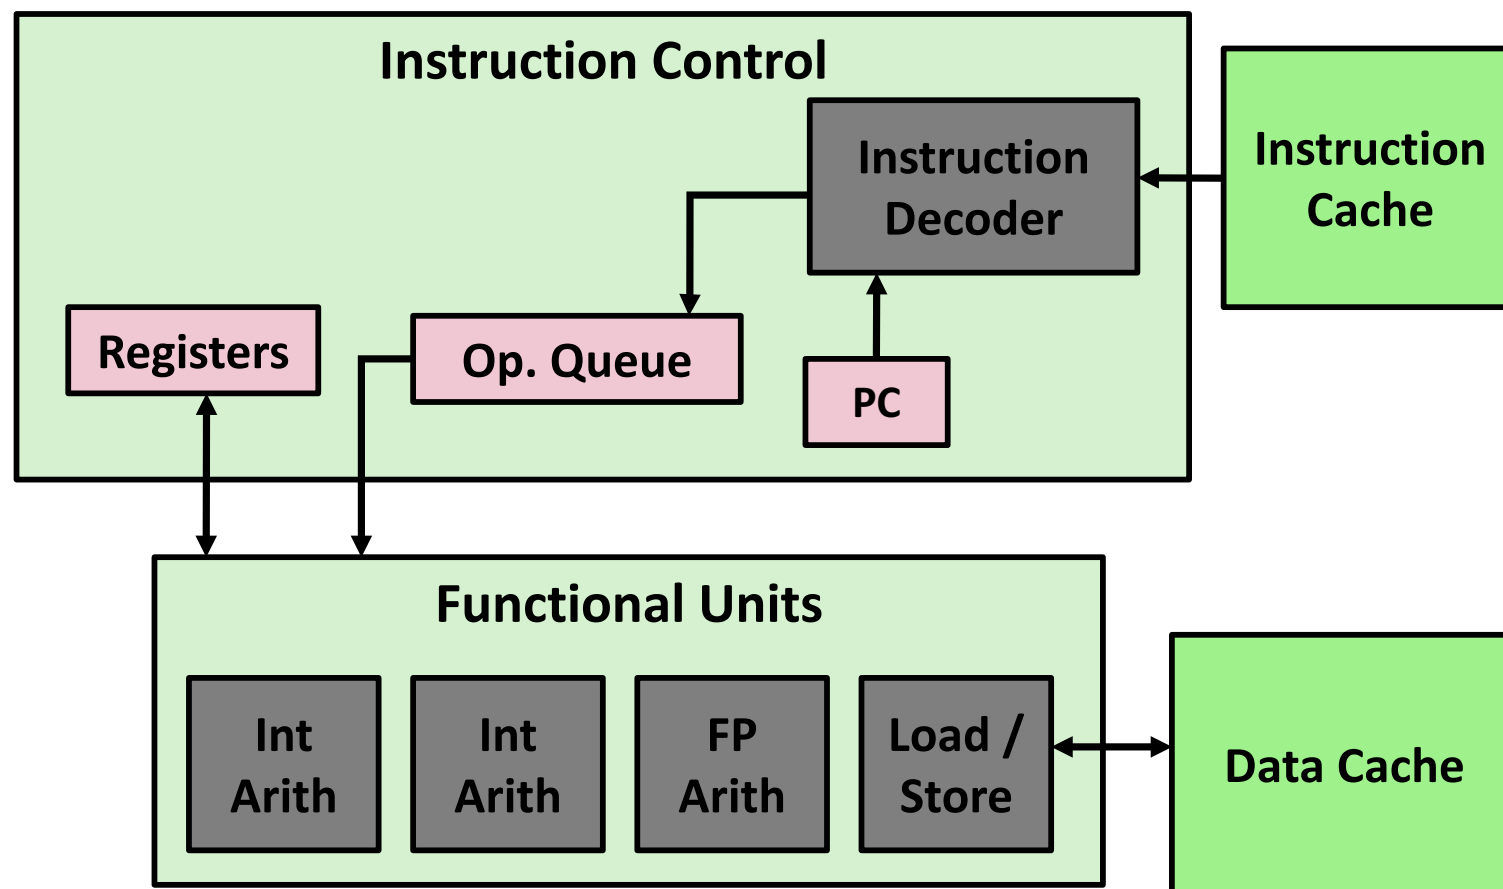 Instruction Control
Instruction
Decoder
Instruction
Cache
Registers
Op. Queue
PC
Functional Units
Int
Arith
Int
Arith
FP
Arith
Load /
Store
Data Cache